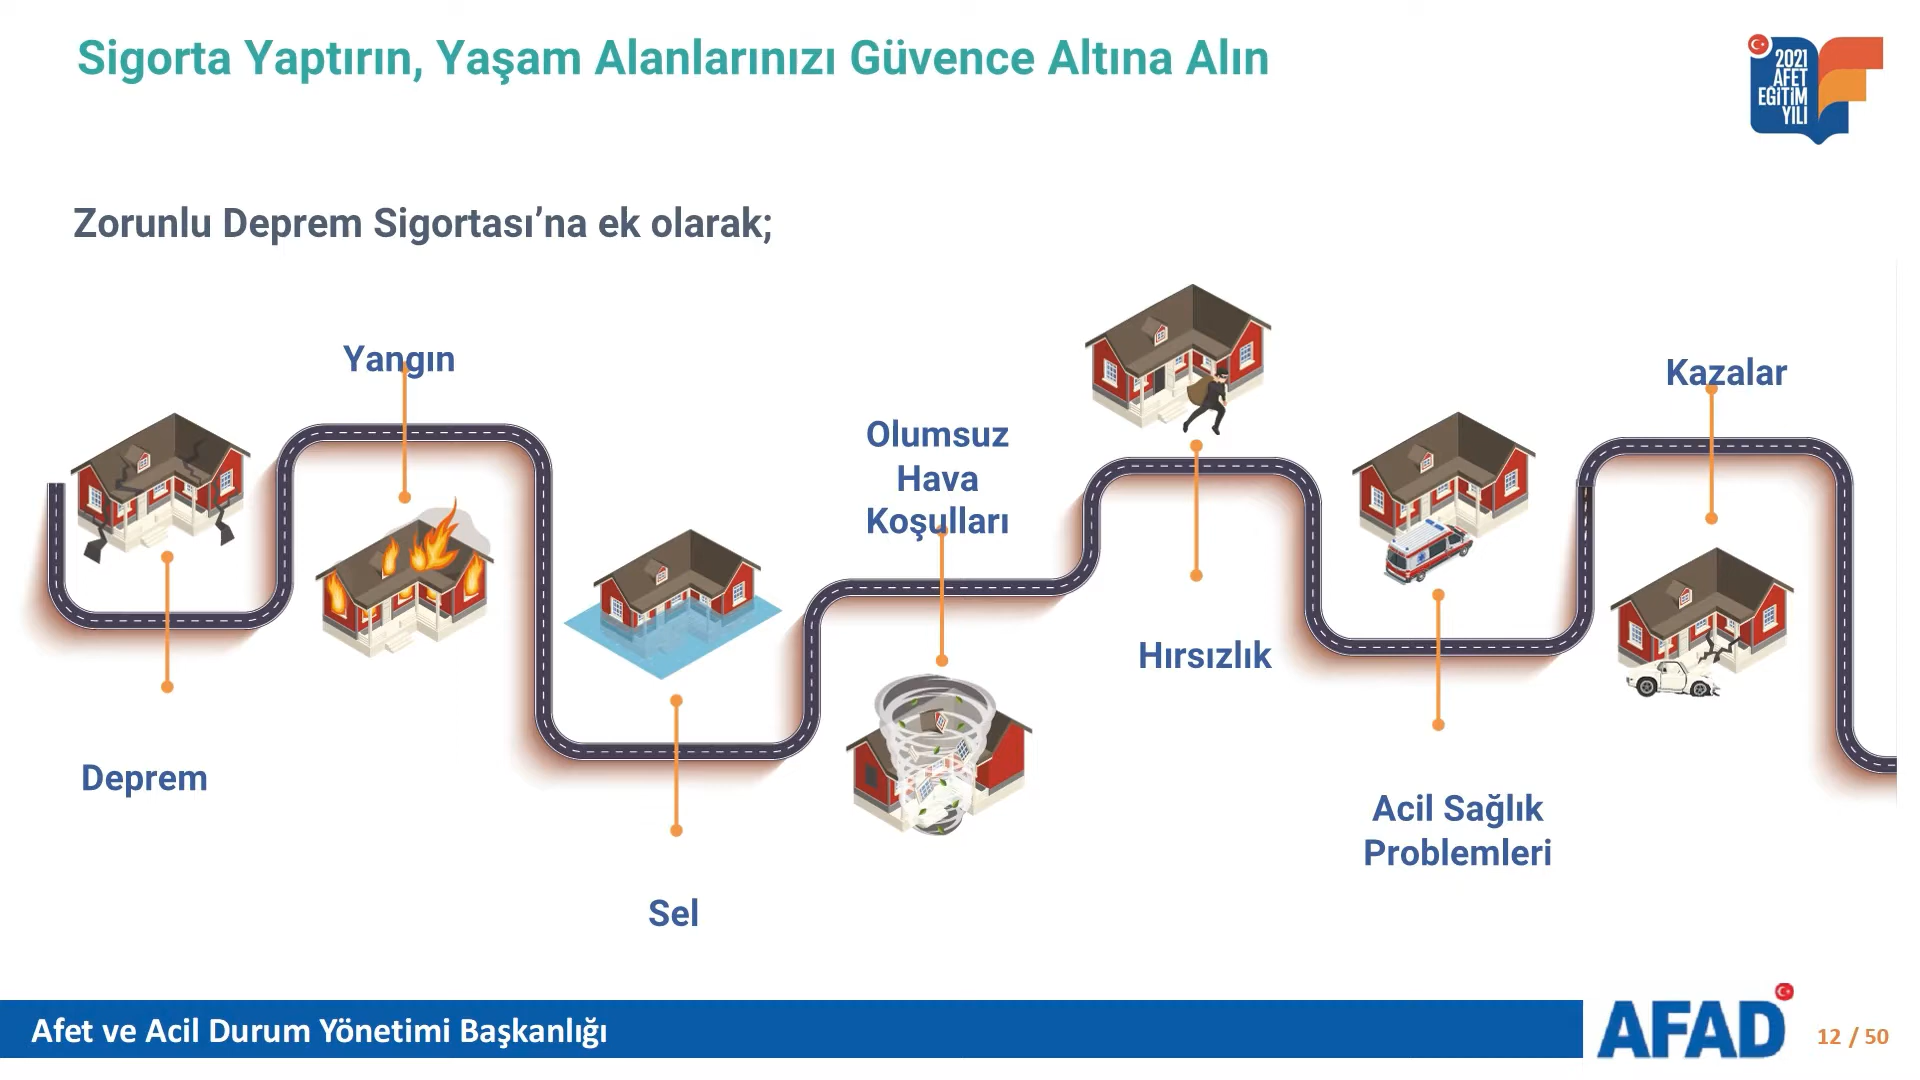 Sigorta Yaptırın, Yaşam Alanlarınızı Güvence Altına Alın
2021
AFET
EĞİTİM
YILI
Zorunlu Deprem Sigortası’na ek olarak;
Yangın
Kazalar
Olumsuz
Hava
Koşulları
Hırsızlık
Deprem
Acil Sağlık
Problemleri
Sel
Afet ve Acil Durum Yönetimi Başkanlığı
AFAD
12 / 50